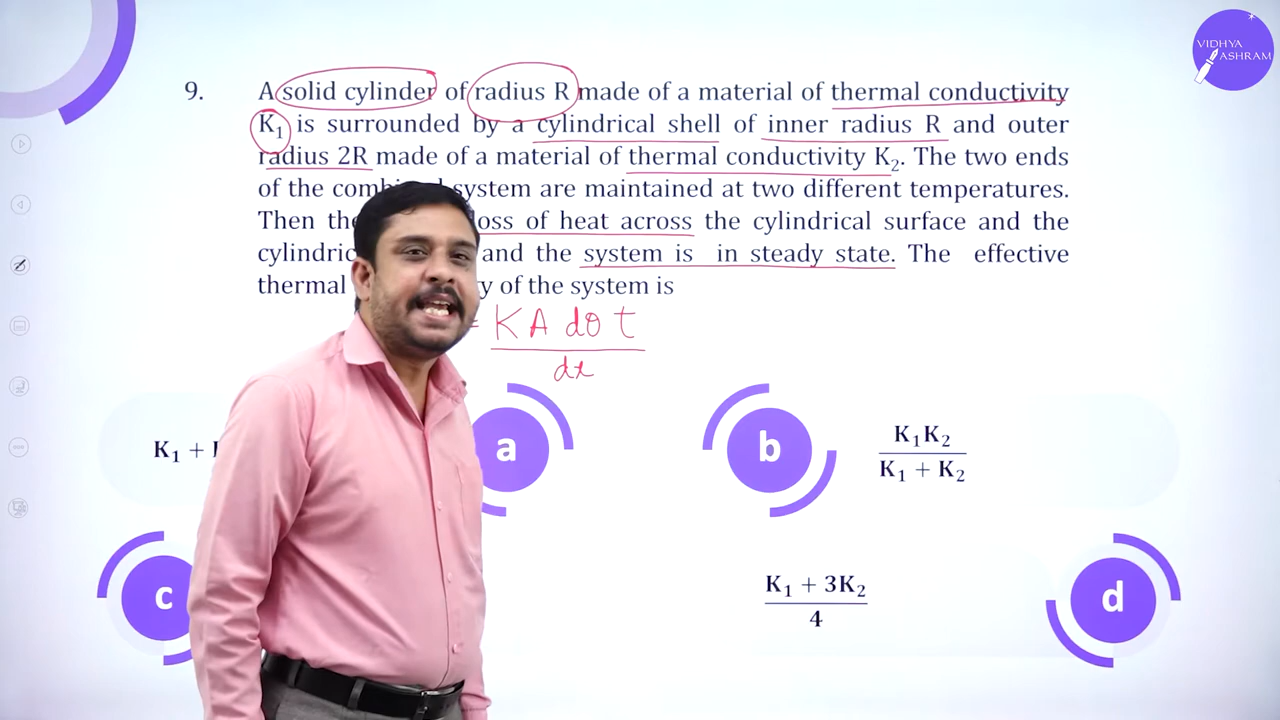 VIDHYA
ASHRAM
9. A solid cylinder of radius R made of a material of thermal conductivity
K₁ is surrounded by a cylindrical shell of inner radius R and outer
radius 2R made of a material of thermal conductivity K₂. The two ends
of the system are maintained at two different temperatures.
Then loss of heat across the cylindrical surface and the
and the system is in steady state. The effective
thermal of the system is
= K A dθ t
dx
K₁ +
a
b
K₁K₂
K₁ + K₂
c
K₁ + 3K₂
4
d